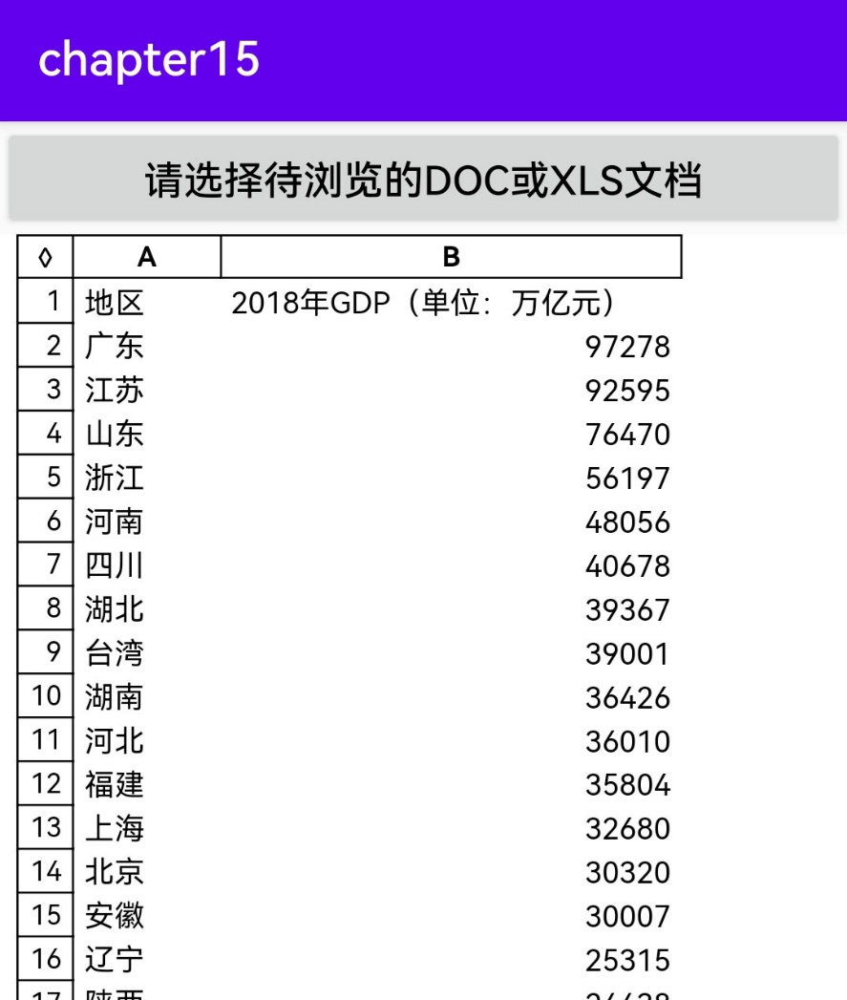 chapter15
请选择待浏览的DOC或XLS文档
◊ A B
1 地区 2018年GDP（单位：万亿元）
2 广东 97278
3 江苏 92595
4 山东 76470
5 浙江 56197
6 河南 48056
7 四川 40678
8 湖北 39367
9 台湾 39001
10 湖南 36426
11 河北 36010
12 福建 35804
13 上海 32680
14 北京 30320
15 安徽 30007
16 辽宁 25315
17 陕西